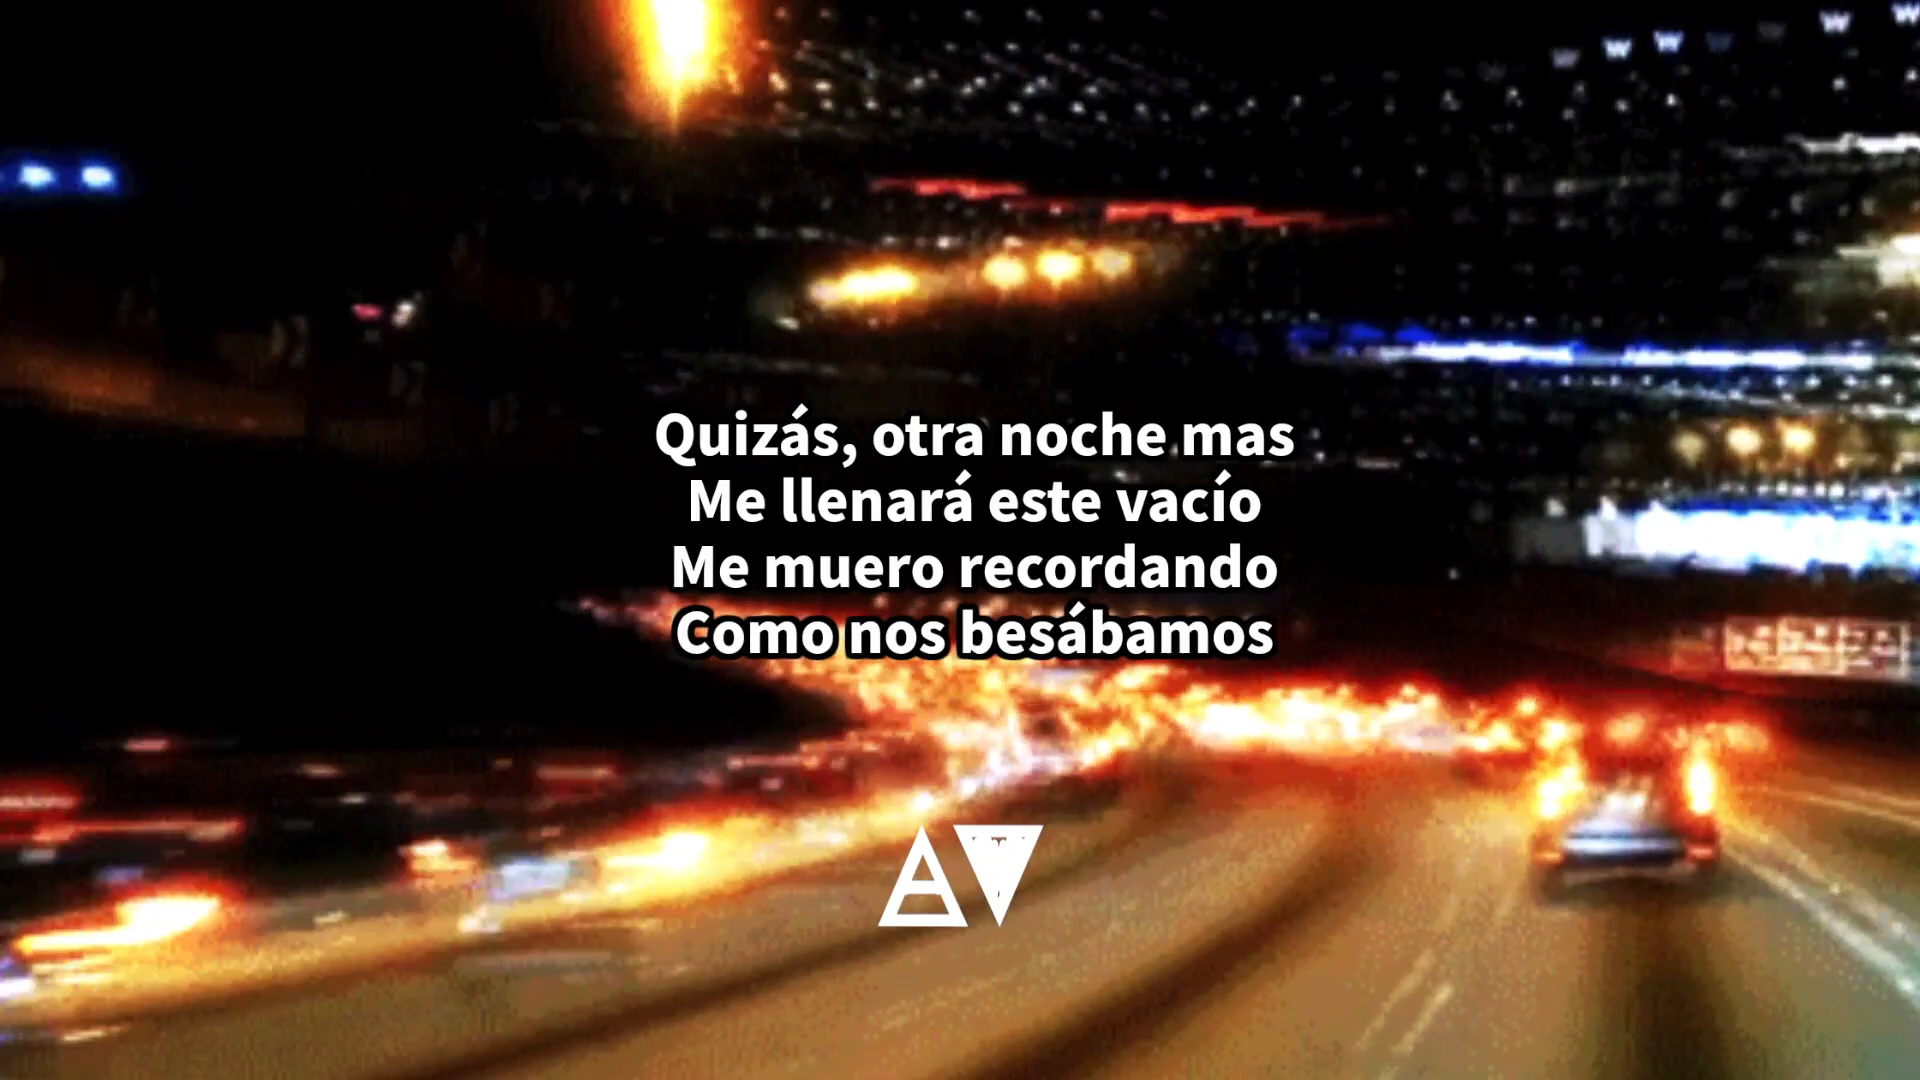 Quizás, otra noche mas
Me llenará este vacío
Me muero recordando
Como nos besábamos